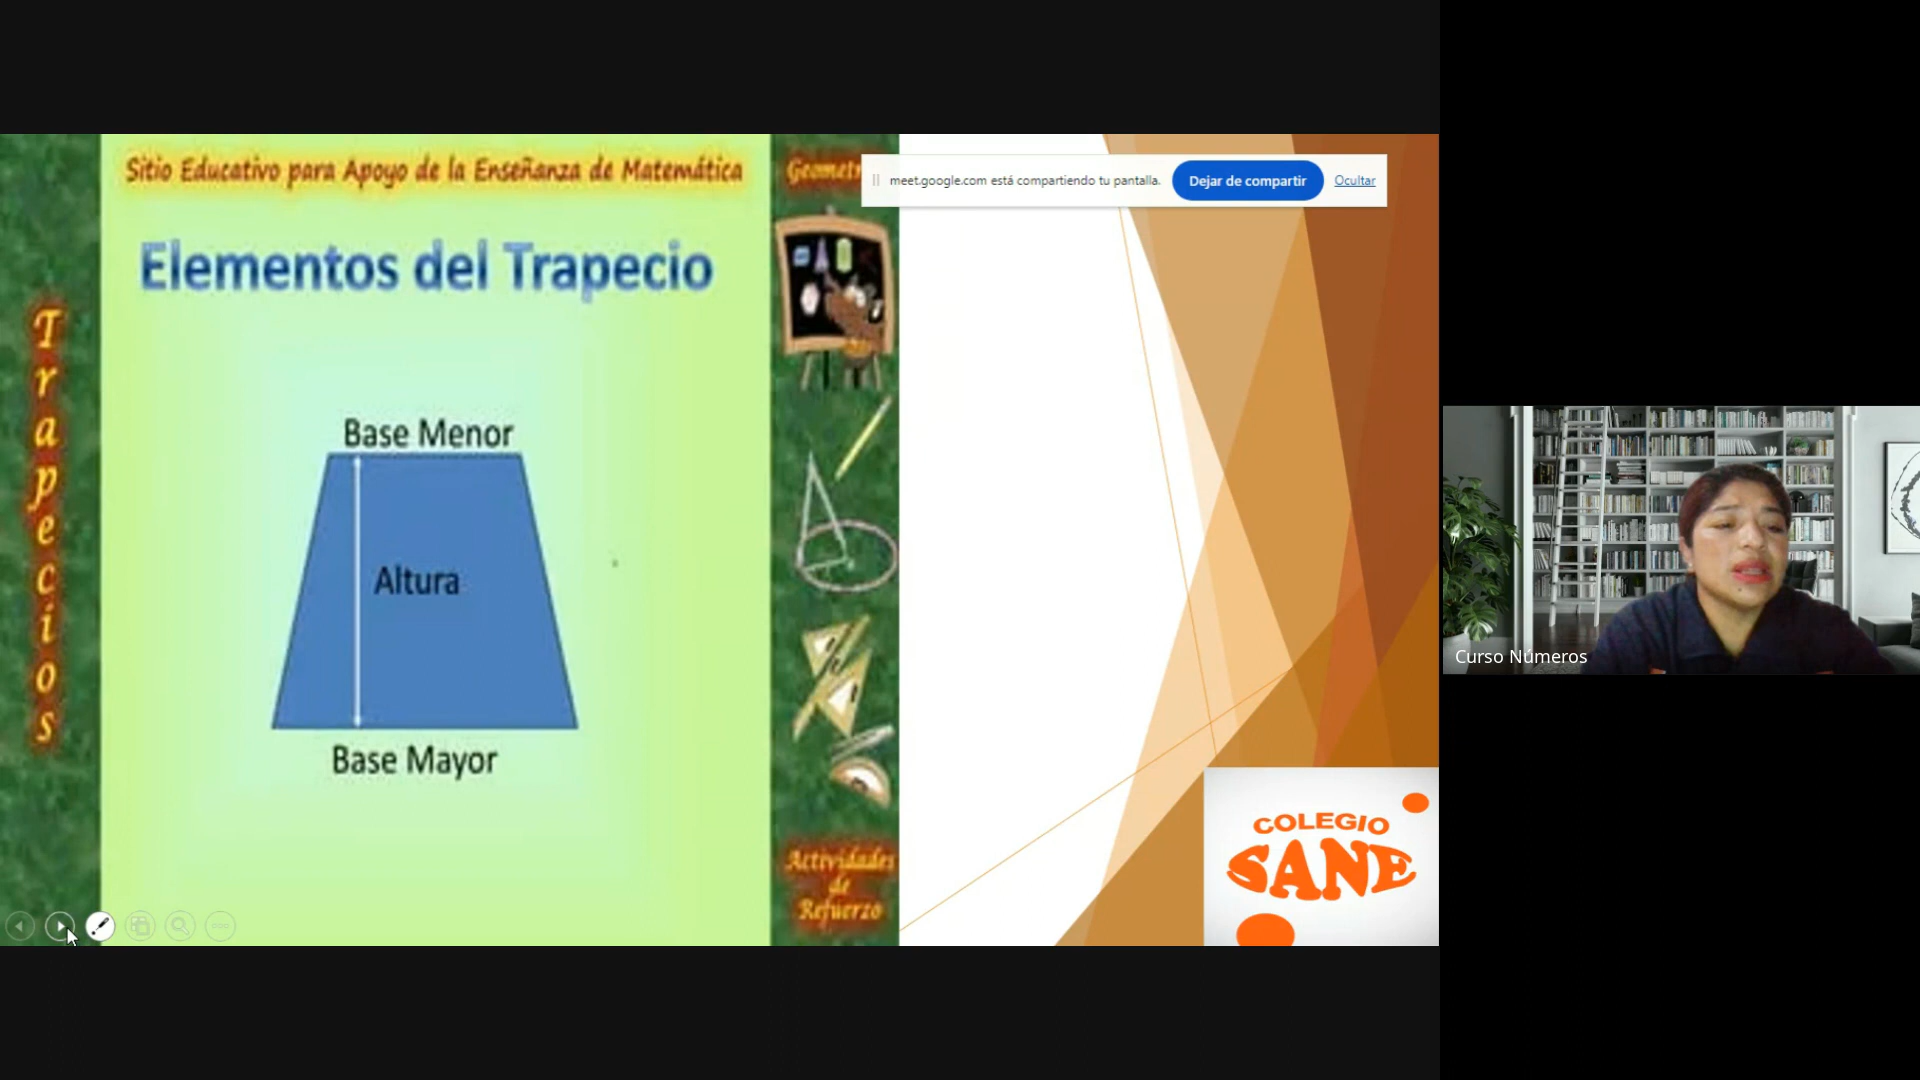 Sitio Educativo para Apoyo de la Enseñanza de Matemática
meet.google.com está compartiendo tu pantalla.
Dejar de compartir
Ocultar
Elementos del Trapecio
Trapecios
Base Menor
Altura
Base Mayor
Actividades
de
Refuerzo
COLEGIO
SANE
Curso Números